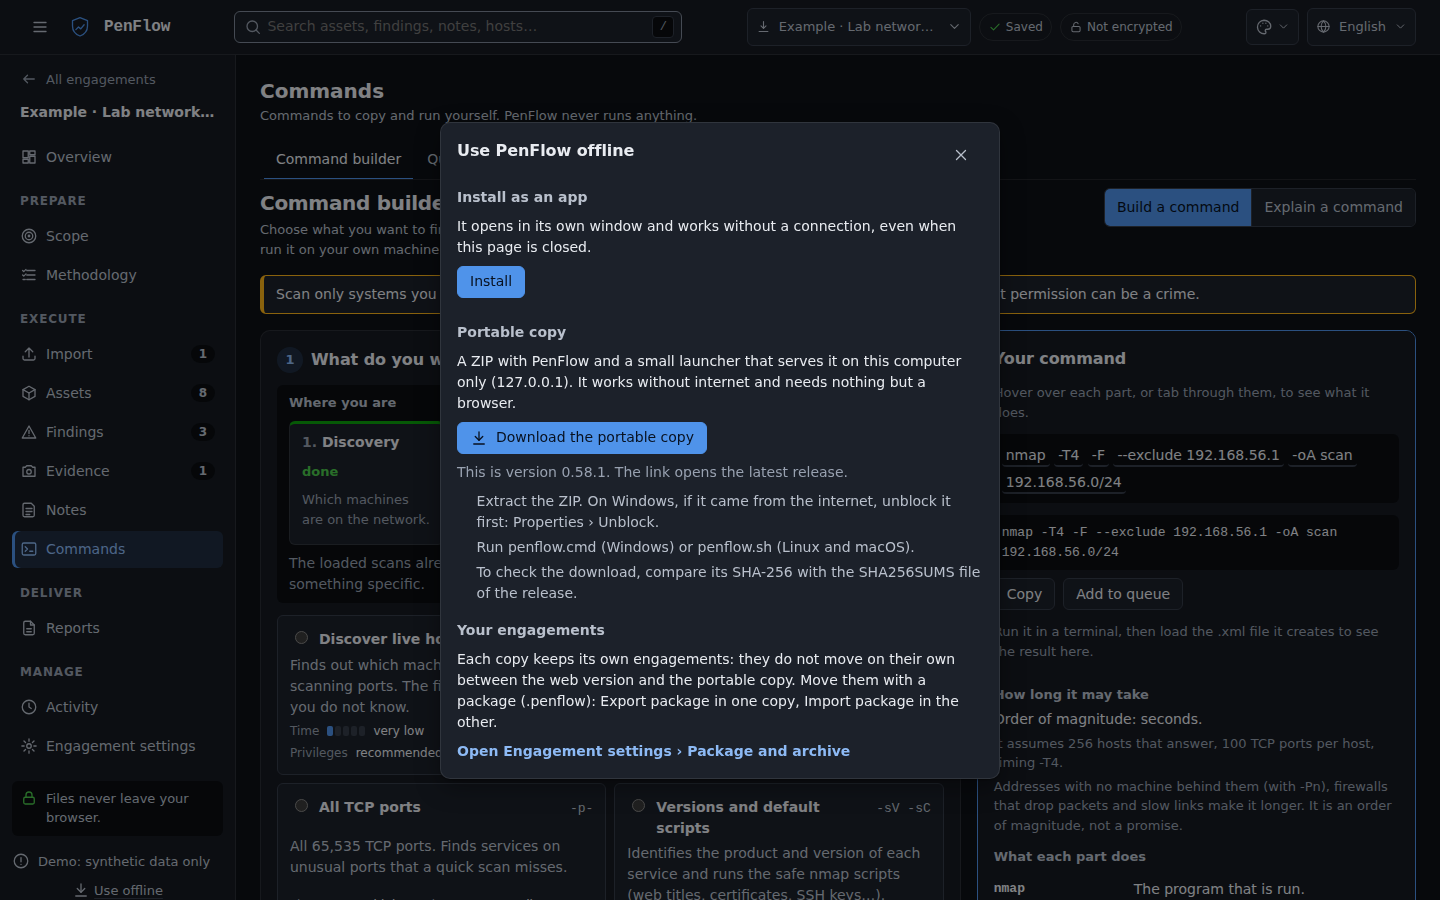 PenFlow
Search assets, findings, notes, hosts…
/
Example · Lab networ…
Saved
Not encrypted
English
All engagements
Example · Lab network…
Overview
PREPARE
Scope
Methodology
EXECUTE
Import 1
Assets 8
Findings 3
Evidence 1
Notes
Commands
DELIVER
Reports
MANAGE
Activity
Engagement settings
Files never leave your
browser.
Demo: synthetic data only
Use offline
Commands
Commands to copy and run yourself. PenFlow never runs anything.
Command builder
Command builde
Build a command
Explain a command
Choose what you want to fi
run it on your own machine
Scan only systems you
t permission can be a crime.
1 What do you w
Where you are
1. Discovery
done
Which machines
are on the network.
The loaded scans alre
something specific.
Discover live ho
Finds out which mach
scanning ports. The fi
you do not know.
Time very low
Privileges recommended
All TCP ports -p-
All 65,535 TCP ports. Finds services on
unusual ports that a quick scan misses.
Versions and default
scripts
-sV -sC
Identifies the product and version of each
service and runs the safe nmap scripts
(web titles, certificates, SSH keys…).
Use PenFlow offline
Install as an app
It opens in its own window and works without a connection, even when
this page is closed.
Install
Portable copy
A ZIP with PenFlow and a small launcher that serves it on this computer
only (127.0.0.1). It works without internet and needs nothing but a
browser.
Download the portable copy
This is version 0.58.1. The link opens the latest release.
Extract the ZIP. On Windows, if it came from the internet, unblock it
first: Properties › Unblock.
Run penflow.cmd (Windows) or penflow.sh (Linux and macOS).
To check the download, compare its SHA-256 with the SHA256SUMS file
of the release.
Your engagements
Each copy keeps its own engagements: they do not move on their own
between the web version and the portable copy. Move them with a
package (.penflow): Export package in one copy, Import package in the
other.
Open Engagement settings › Package and archive
Your command
Hover over each part, or tab through them, to see what it
does.
nmap -T4 -F --exclude 192.168.56.1 -oA scan
192.168.56.0/24
nmap -T4 -F --exclude 192.168.56.1 -oA scan
192.168.56.0/24
Copy
Add to queue
Run it in a terminal, then load the .xml file it creates to see
the result here.
How long it may take
Order of magnitude: seconds.
It assumes 256 hosts that answer, 100 TCP ports per host,
timing -T4.
Addresses with no machine behind them (with -Pn), firewalls
that drop packets and slow links make it longer. It is an order
of magnitude, not a promise.
What each part does
nmap The program that is run.